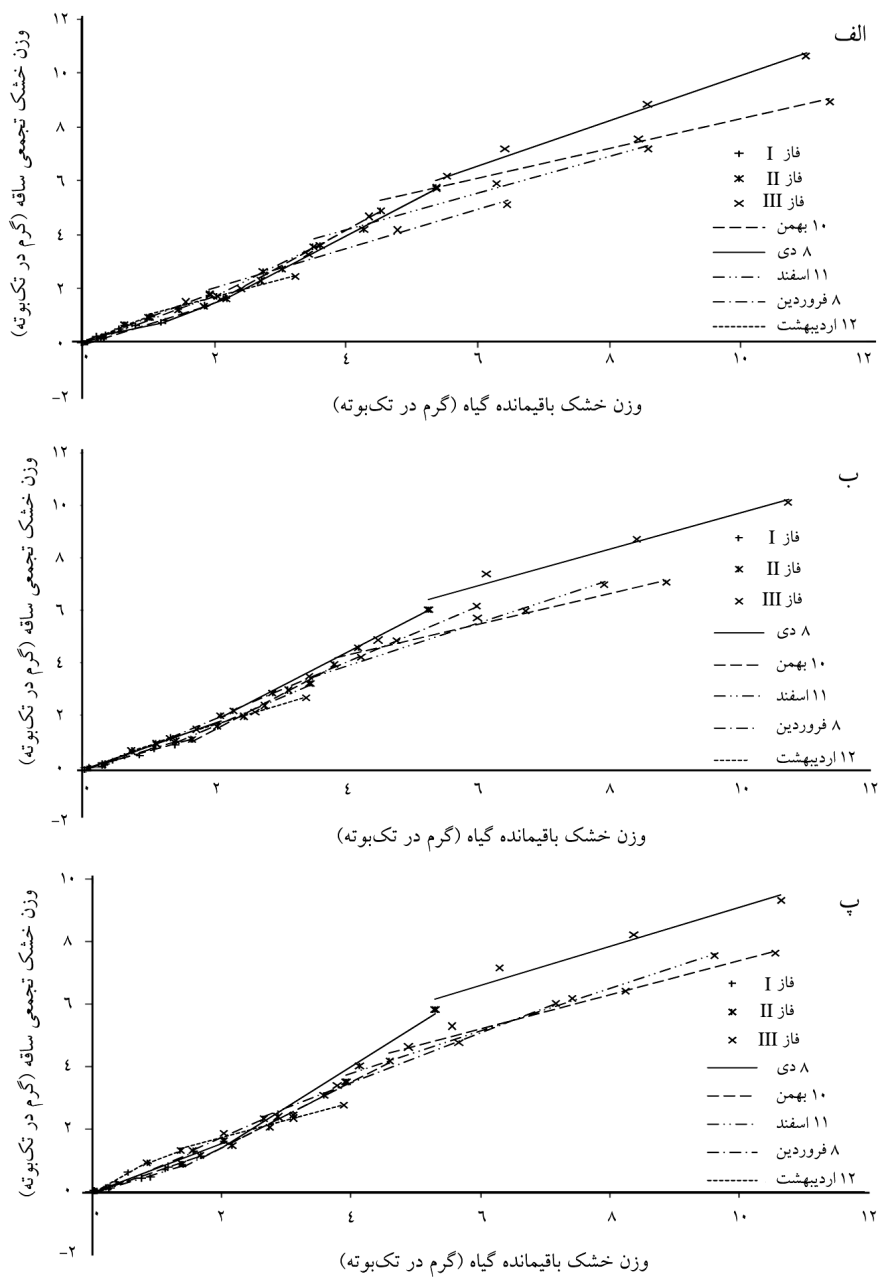 الف
وزن خشک تجمعی ساقه (گرم در تک‌بوته)
۱۲
۱۰
۸
۶
۴
۲
۰
-۲
فاز I
فاز II
فاز III
۱۰ بهمن
۸ دی
۱۱ اسفند
۸ فروردین
۱۲ اردیبهشت
۰ ۲ ۴ ۶ ۸ ۱۰ ۱۲
وزن خشک باقیمانده گیاه (گرم در تک‌بوته)
ب
وزن خشک تجمعی ساقه (گرم در تک‌بوته)
۱۲
۱۰
۸
۶
۴
۲
۰
-۲
فاز I
فاز II
فاز III
۸ دی
۱۰ بهمن
۱۱ اسفند
۸ فروردین
۱۲ اردیبهشت
۰ ۲ ۴ ۶ ۸ ۱۰ ۱۲
وزن خشک باقیمانده گیاه (گرم در تک‌بوته)
پ
وزن خشک تجمعی ساقه (گرم در تک‌بوته)
۱۰
۸
۶
۴
۲
۰
-۲
فاز I
فاز II
فاز III
۸ دی
۱۰ بهمن
۱۱ اسفند
۸ فروردین
۱۲ اردیبهشت
۰ ۲ ۴ ۶ ۸ ۱۰ ۱۲
وزن خشک باقیمانده گیاه (گرم در تک‌بوته)